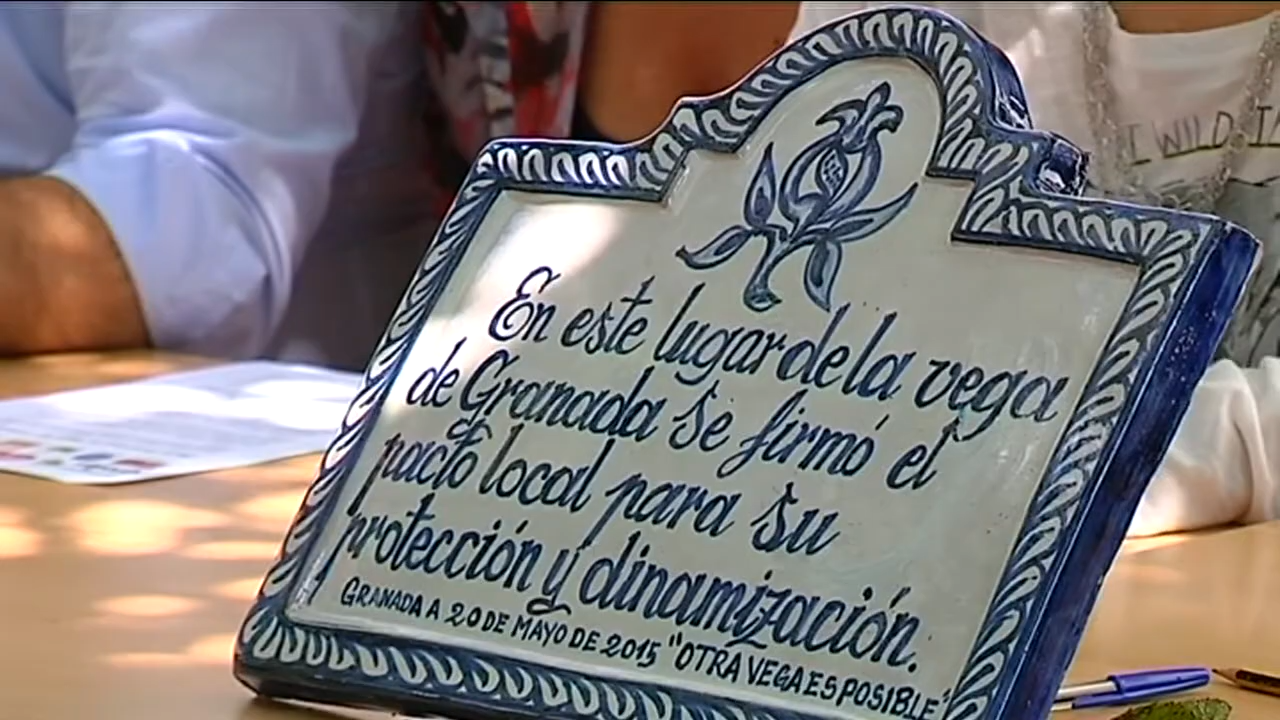 En este lugar de la vega
de Granada se firmó el
pacto local para su
protección y dinamización.
GRANADA A 20 DE MAYO DE 2015 "OTRA VEGA ES POSIBLE"
I WILD